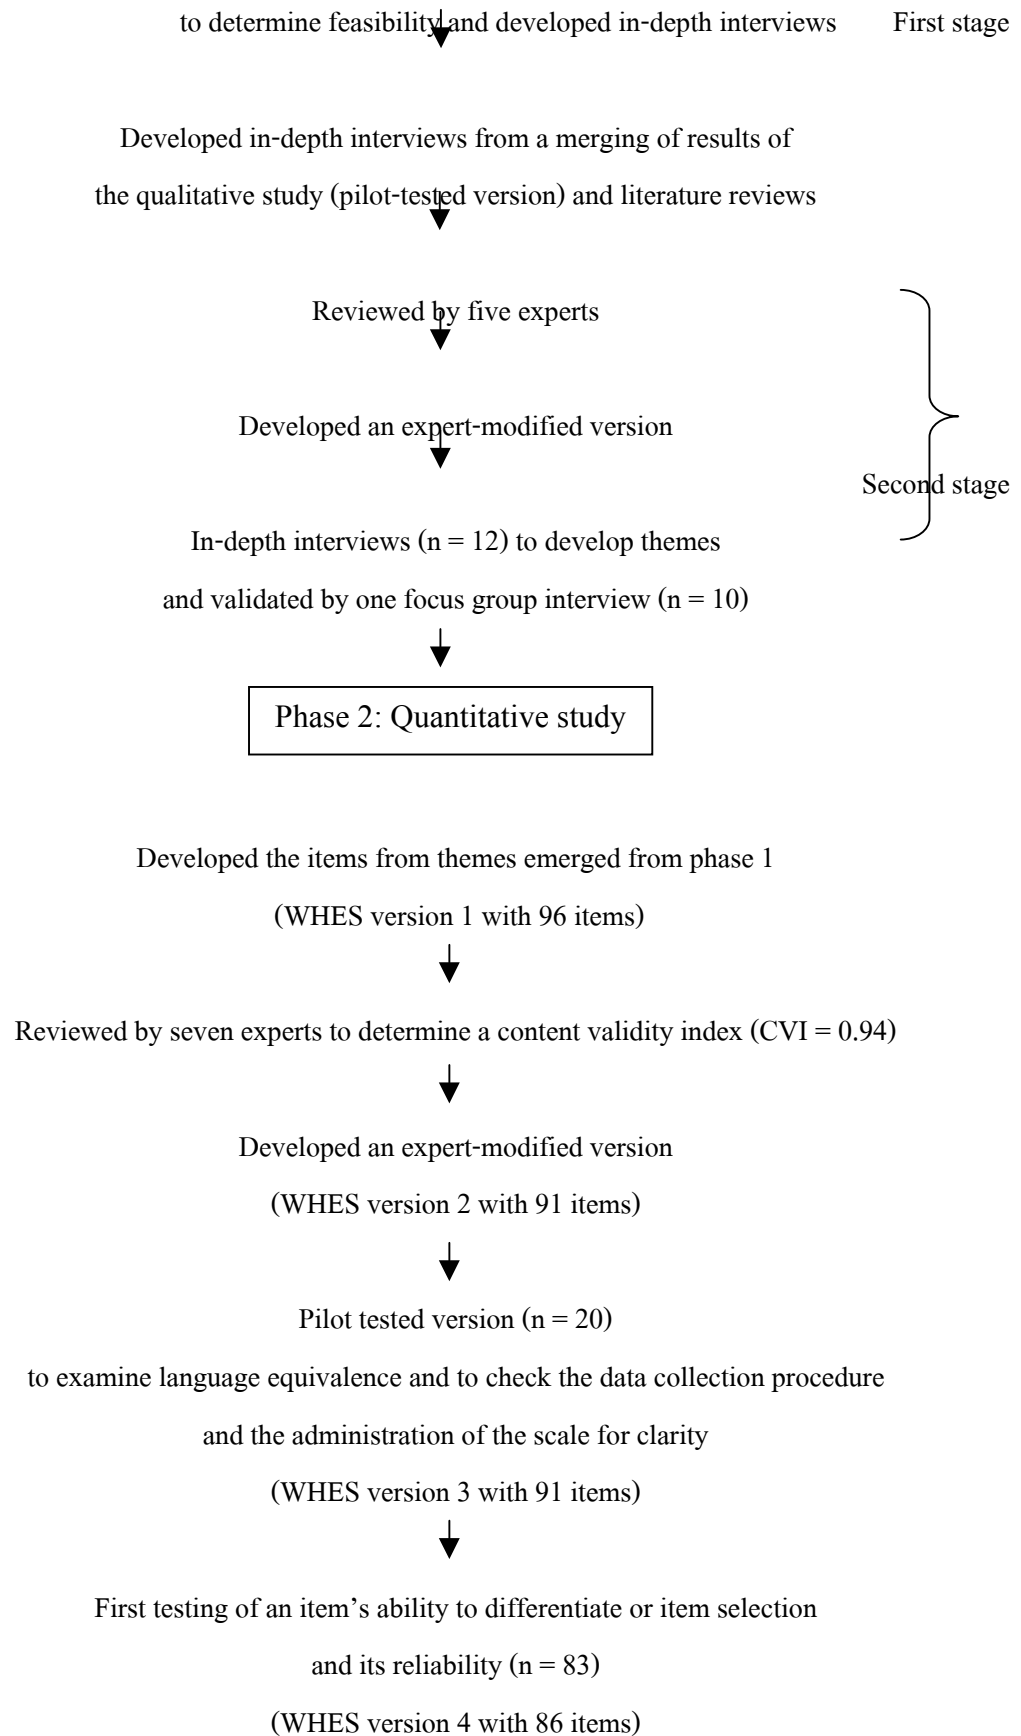 to determine feasibility and developed in-depth interviews First stage
Developed in-depth interviews from a merging of results of
the qualitative study (pilot-tested version) and literature reviews
Reviewed by five experts
Developed an expert-modified version
Second stage
In-depth interviews (n = 12) to develop themes
and validated by one focus group interview (n = 10)
Phase 2: Quantitative study
Developed the items from themes emerged from phase 1
(WHES version 1 with 96 items)
Reviewed by seven experts to determine a content validity index (CVI = 0.94)
Developed an expert-modified version
(WHES version 2 with 91 items)
Pilot tested version (n = 20)
to examine language equivalence and to check the data collection procedure
and the administration of the scale for clarity
(WHES version 3 with 91 items)
First testing of an item’s ability to differentiate or item selection
and its reliability (n = 83)
(WHES version 4 with 86 items)